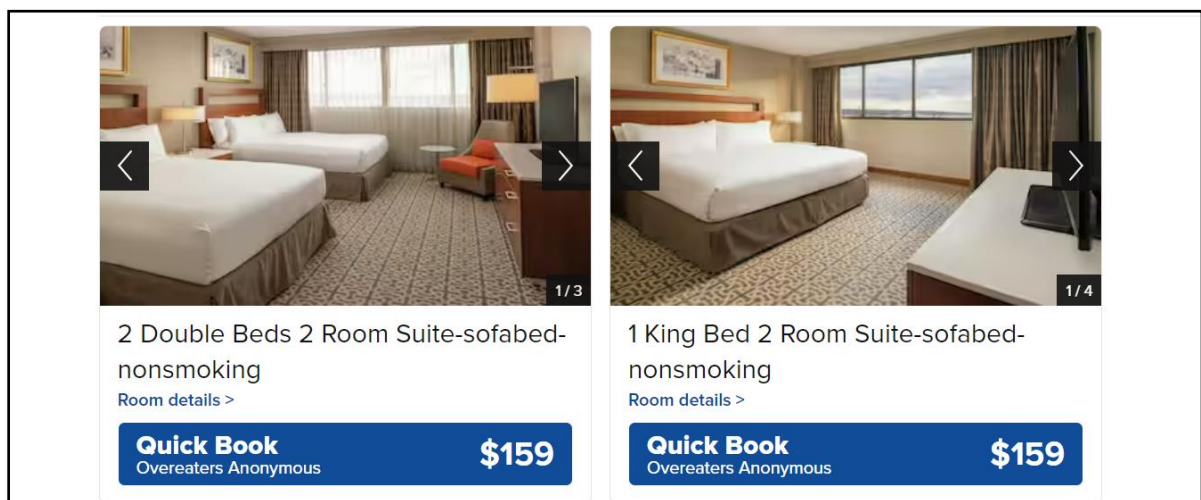 1/3
2 Double Beds 2 Room Suite-sofabed-
nonsmoking
Room details >
Quick Book
Overeaters Anonymous
$159
1/4
1 King Bed 2 Room Suite-sofabed-
nonsmoking
Room details >
Quick Book
Overeaters Anonymous
$159